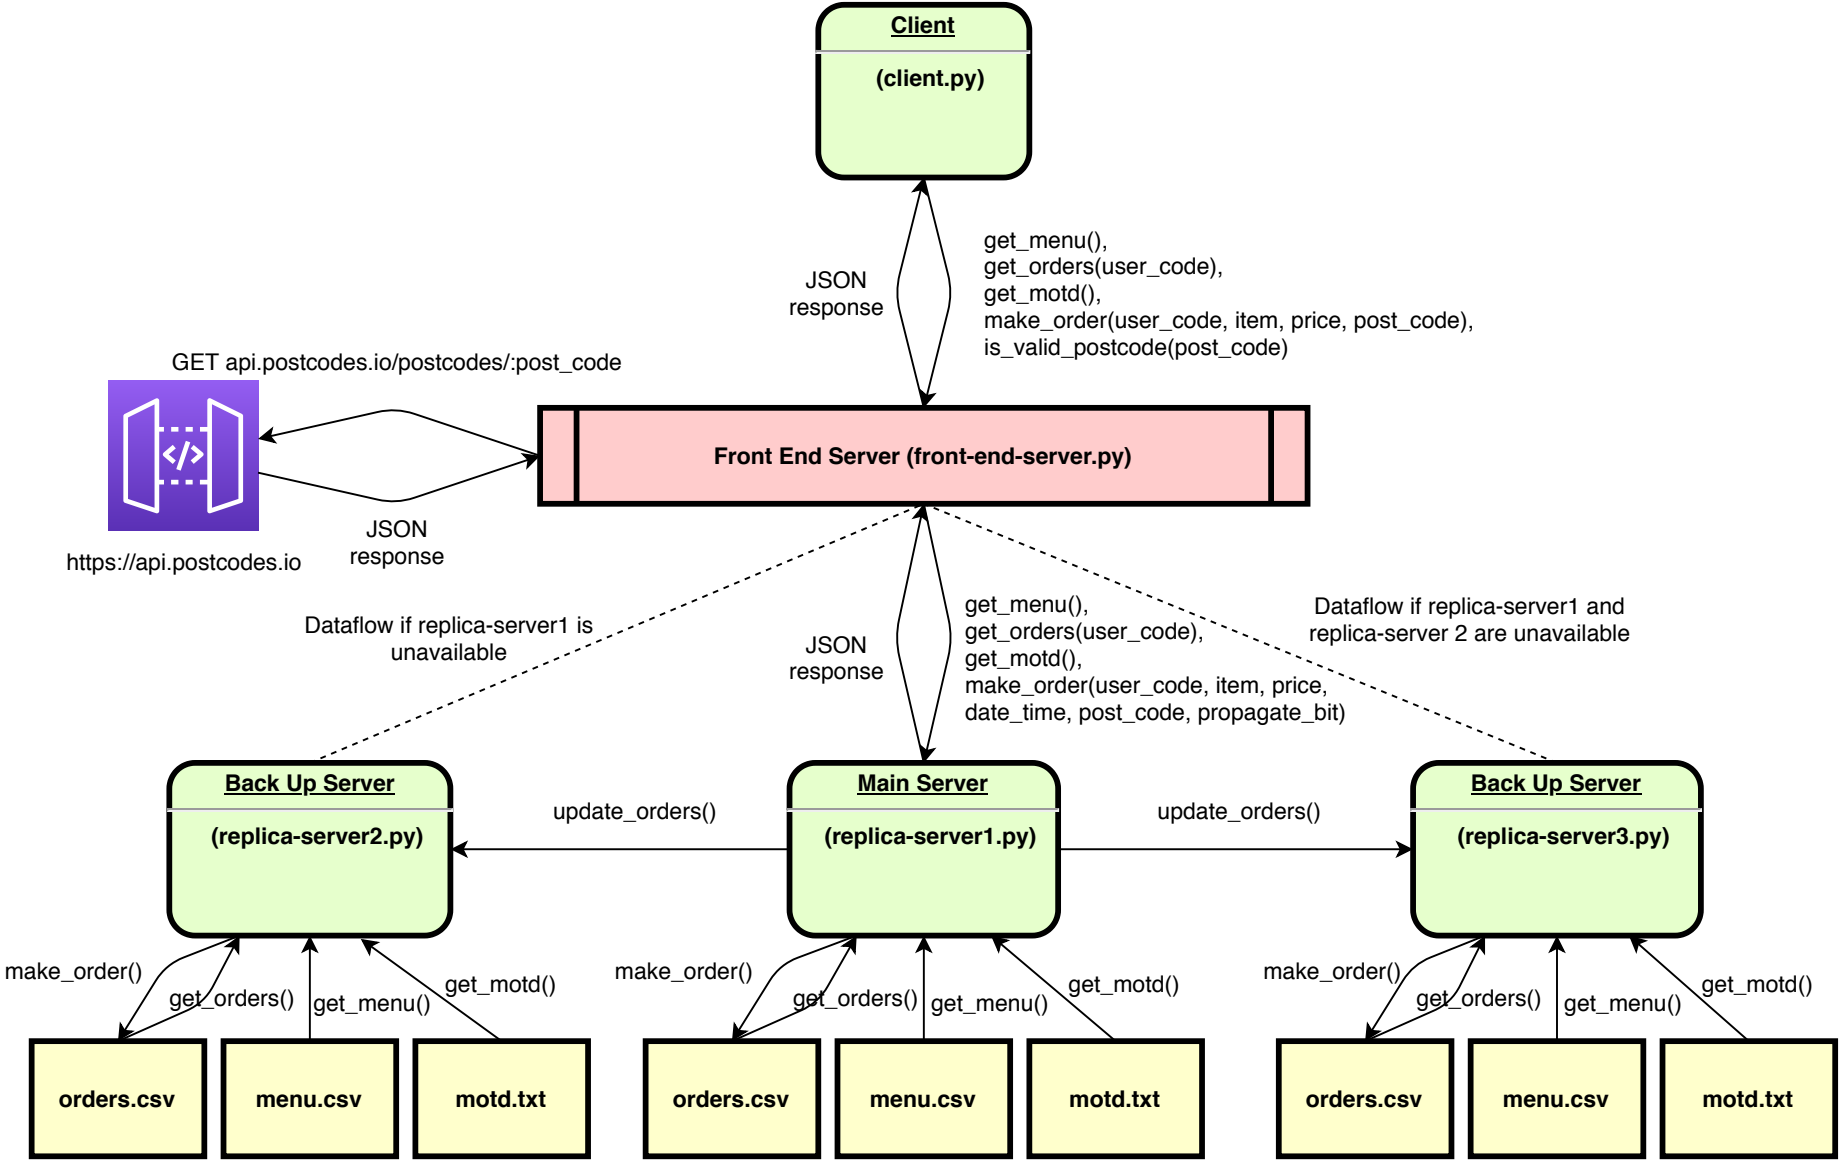 Client
(client.py)
JSON
response
get_menu(),
get_orders(user_code),
get_motd(),
make_order(user_code, item, price, post_code),
is_valid_postcode(post_code)
GET api.postcodes.io/postcodes/:post_code
</>
https://api.postcodes.io
JSON
response
Front End Server (front-end-server.py)
Dataflow if replica-server1 is
unavailable
JSON
response
get_menu(),
get_orders(user_code),
get_motd(),
make_order(user_code, item, price,
date_time, post_code, propagate_bit)
Dataflow if replica-server1 and
replica-server 2 are unavailable
Back Up Server
(replica-server2.py)
update_orders()
Main Server
(replica-server1.py)
update_orders()
Back Up Server
(replica-server3.py)
make_order()
get_orders()
get_menu()
get_motd()
make_order()
get_orders()
get_menu()
get_motd()
make_order()
get_orders()
get_menu()
get_motd()
orders.csv
menu.csv
motd.txt
orders.csv
menu.csv
motd.txt
orders.csv
menu.csv
motd.txt